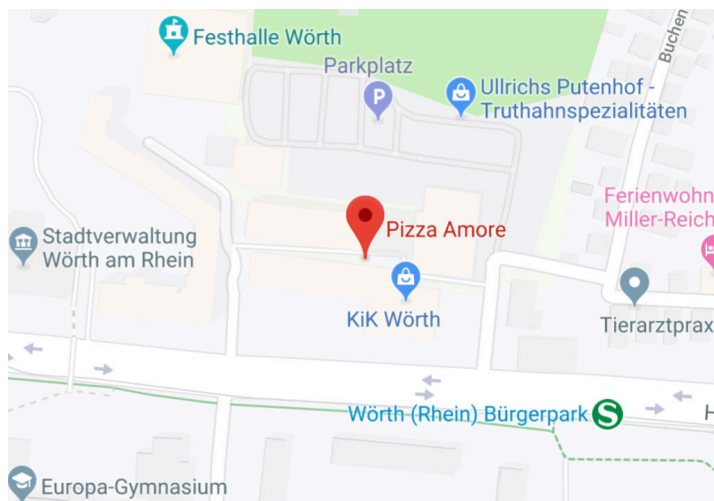 Festhalle Wörth
Parkplatz
P
Ullrichs Putenhof -
Truthahnspezialitäten
Buchen
Ferienwohn
Miller-Reich
Pizza Amore
Stadtverwaltung
Wörth am Rhein
KiK Wörth
Tierarztprax
Wörth (Rhein) Bürgerpark
S
H
Europa-Gymnasium